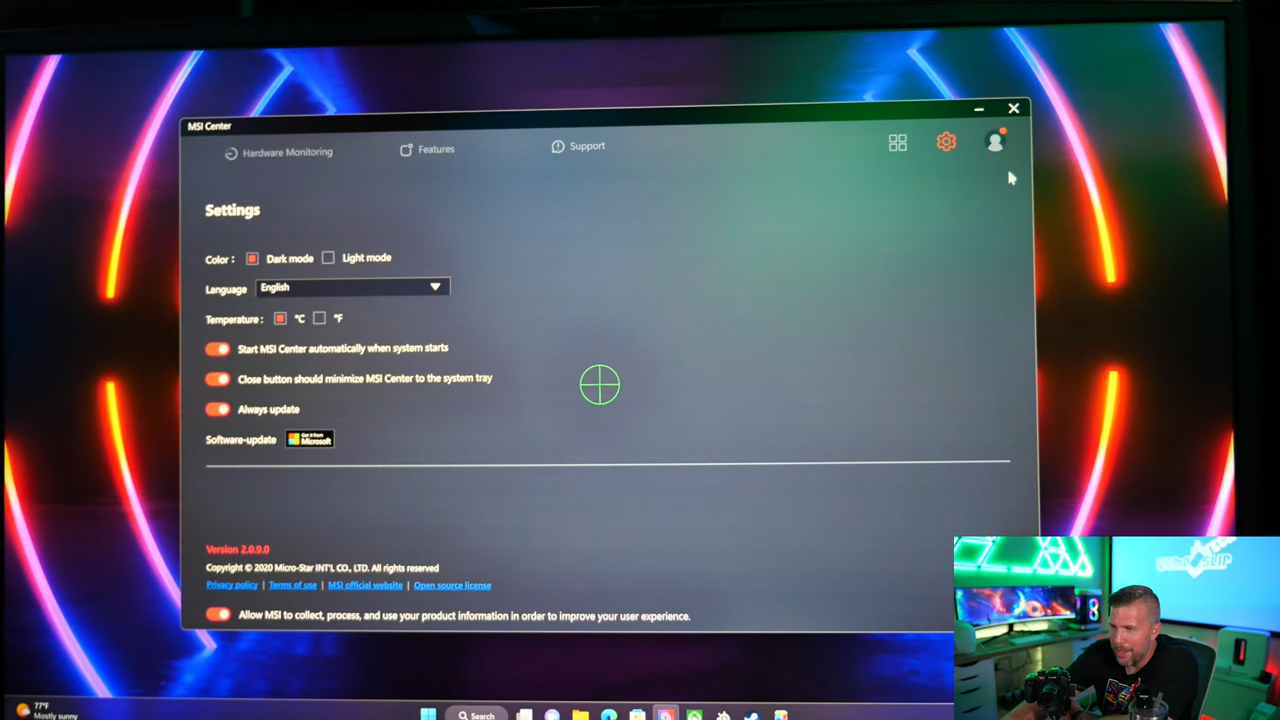 MSI Center
Hardware Monitoring
Features
Support
Settings
Color :
Dark mode
Light mode
Language
English
Temperature :
°C
°F
Start MSI Center automatically when system starts
Close button should minimize MSI Center to the system tray
Always update
Software-update
Get it from
Microsoft
Version 2.0.9.0
Copyright © 2020 Micro-Star INT'L CO., LTD. All rights reserved
Privacy policy | Terms of use | MSI official website | Open source license
Allow MSI to collect, process, and use your product information in order to improve your user experience.
77°F
Mostly sunny
Search